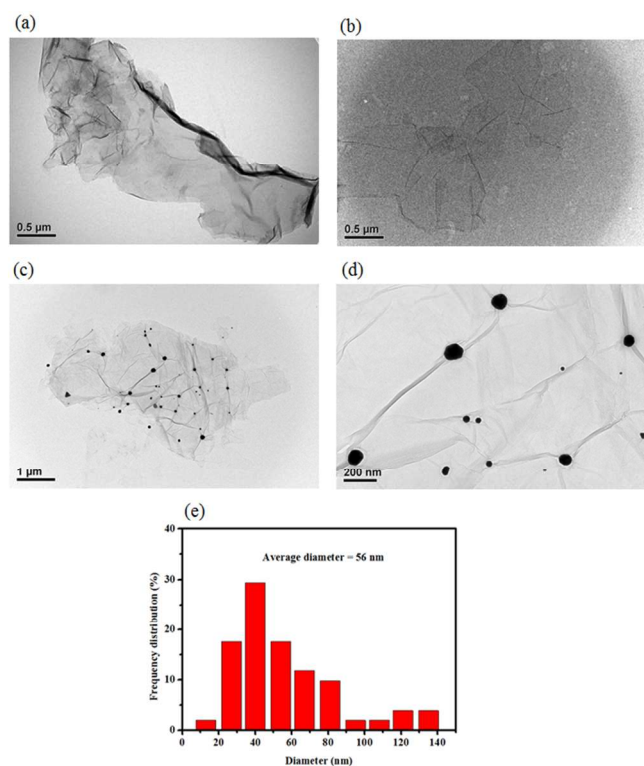 (a)
(b)
0.5 µm
0.5 µm
(c)
(d)
1 µm
200 nm
(e)
40
30
20
10
0
Average diameter = 56 nm
Frequency distribution (%)
0 20 40 60 80 100 120 140
Diameter (nm)